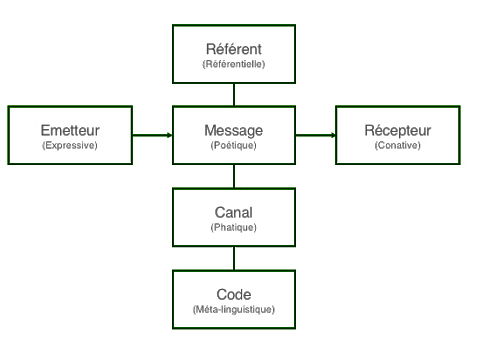 Référent
(Référentielle)
Emetteur
(Expressive)
Message
(Poétique)
Récepteur
(Conative)
Canal
(Phatique)
Code
(Méta-linguistique)